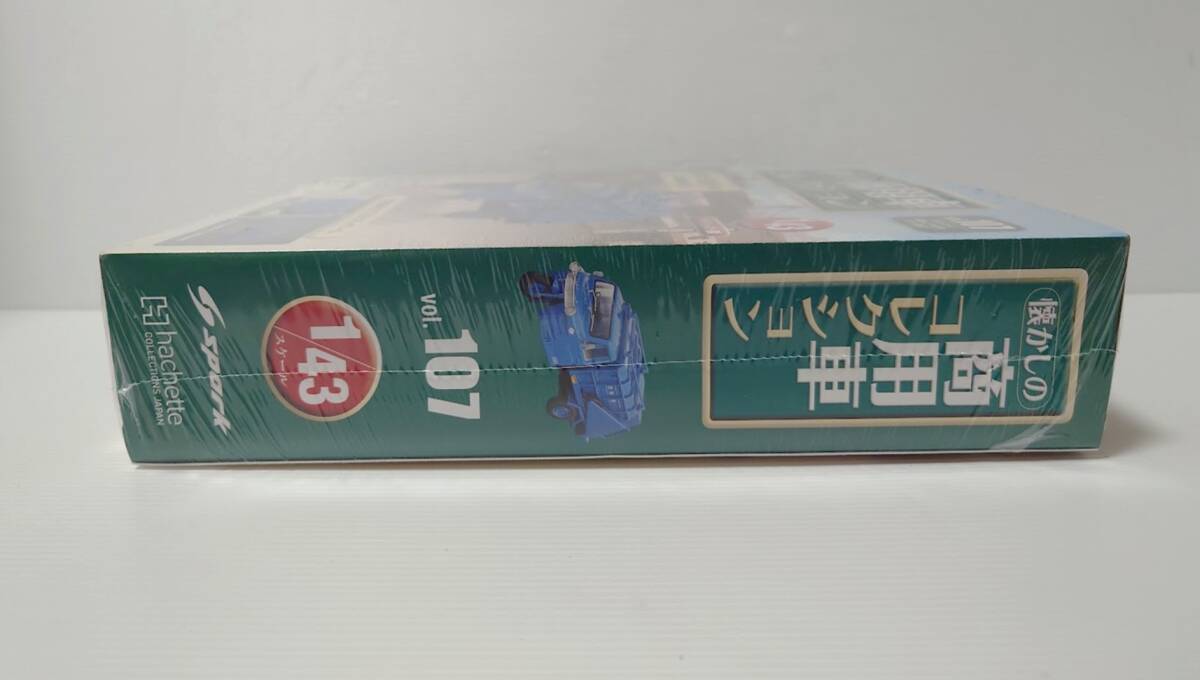 懐かしの
商用車
コレクション
vol. 107
1/43
スケール
spark
hachette
COLLECTIONS JAPAN